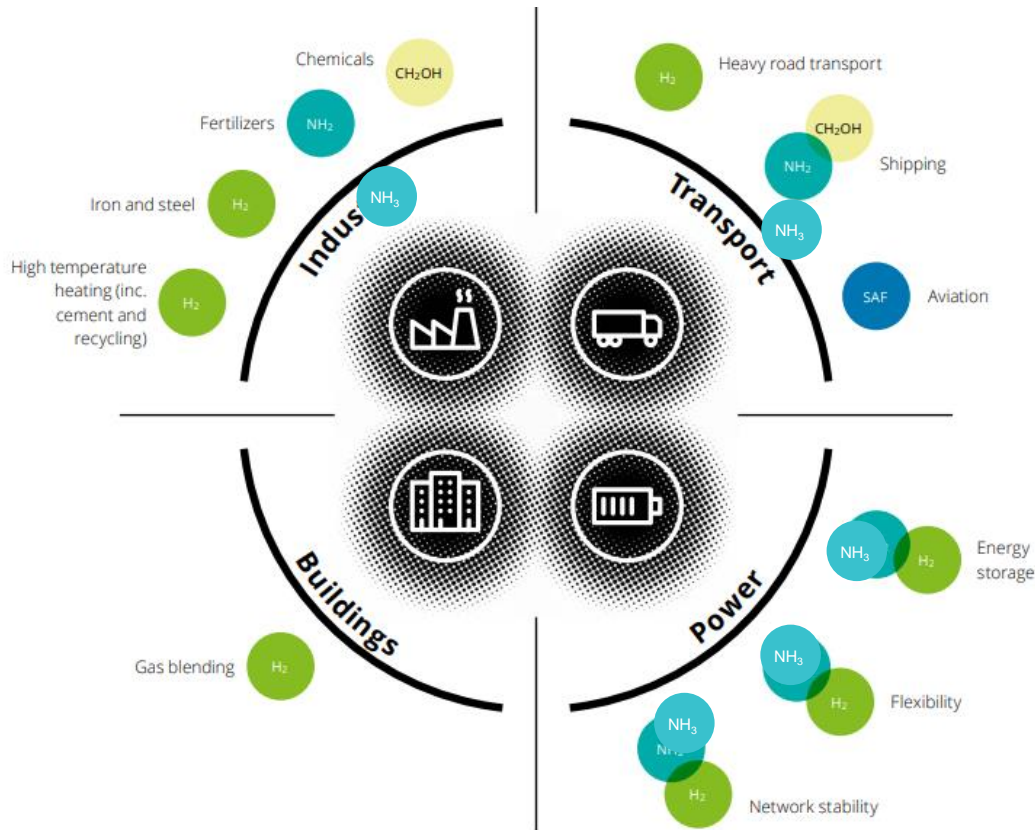 Chemicals
CH₂OH
Fertilizers
NH₂
NH₃
Iron and steel
H₂
Indus
High temperature
heating (inc.
cement and
recycling)
H₂
H₂
Heavy road transport
CH₂OH
NH₂
Shipping
NH₃
Transport
SAF
Aviation
Buildings
Gas blending
H₂
Power
NH₃
H₂
Energy
storage
NH₃
H₂
Flexibility
NH₃
NH₂
H₂
Network stability